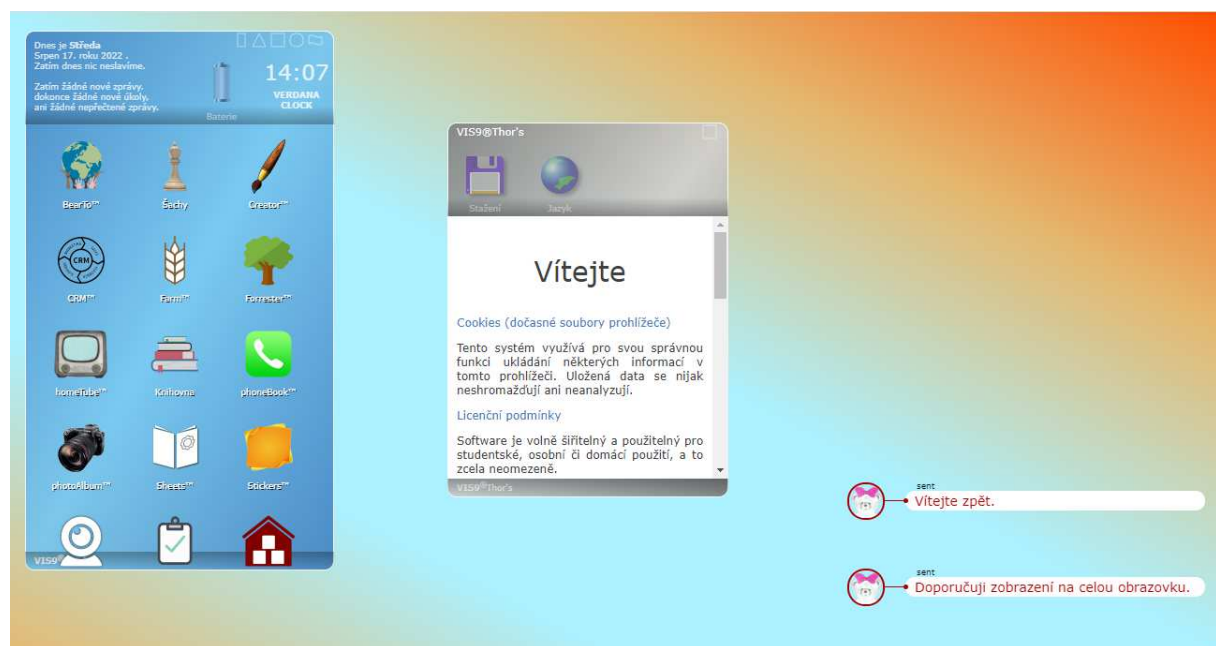 Dnes je Středa
Srpen 17. roku 2022 .
Zatím dnes nic neslavíme.
Zatím žádné nové zprávy.
dokonce žádné nové úkoly,
ani žádné nepřečtené zprávy.
Baterie
14:07
VERDANA
CLOCK
BearTo™
Šachy
Creator™
CRM
CRM™
Farm™
Forrester™
homeTube™
Knihovna
phoneBook™
photoAlbum™
Sheets™
Stickers™
VIS9®
VIS9®Thor's
Stažení
Jazyk
Vítejte
Cookies (dočasné soubory prohlížeče)
Tento systém využívá pro svou správnou
funkci ukládání některých informací v
tomto prohlížeči. Uložená data se nijak
neshromažďují ani neanalyzují.
Licenční podmínky
Software je volně šiřitelný a použitelný pro
studentské, osobní či domácí použití, a to
zcela neomezeně.
VIS9®Thor's
sent
Vítejte zpět.
sent
Doporučuji zobrazení na celou obrazovku.